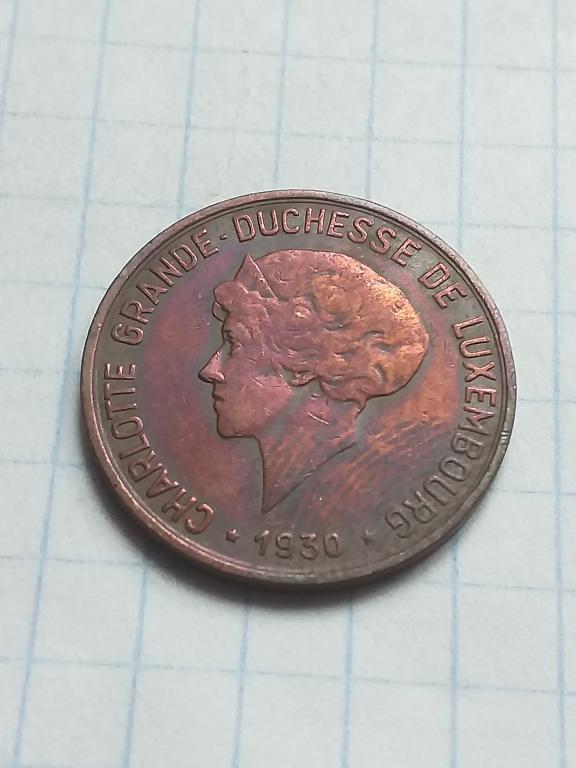 CHARLOTTE GRANDE-DUCHESSE DE LUXEMBOURG
★ 1930 ★